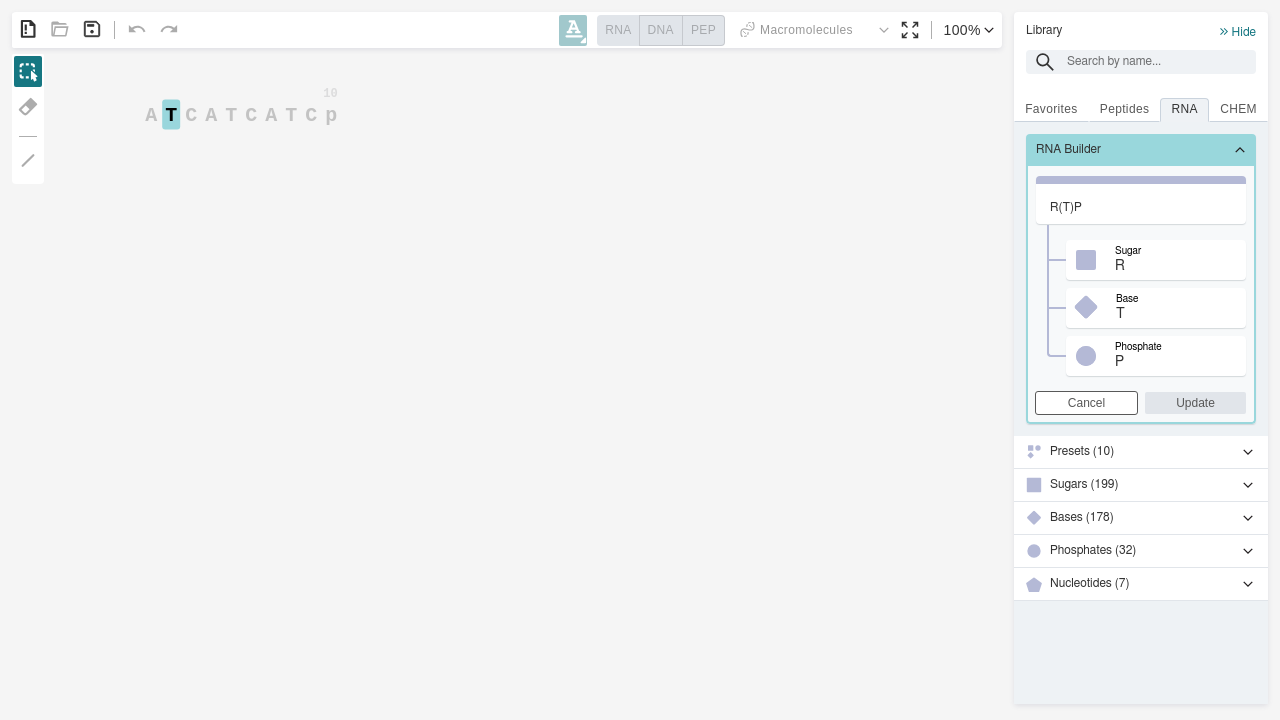 A
RNA DNA PEP
Macromolecules
100%
10
A T C A T C A T C p
Library
Hide
Search by name...
Favorites Peptides RNA CHEM
RNA Builder
R(T)P
Sugar
R
Base
T
Phosphate
P
Cancel Update
Presets (10)
Sugars (199)
Bases (178)
Phosphates (32)
Nucleotides (7)